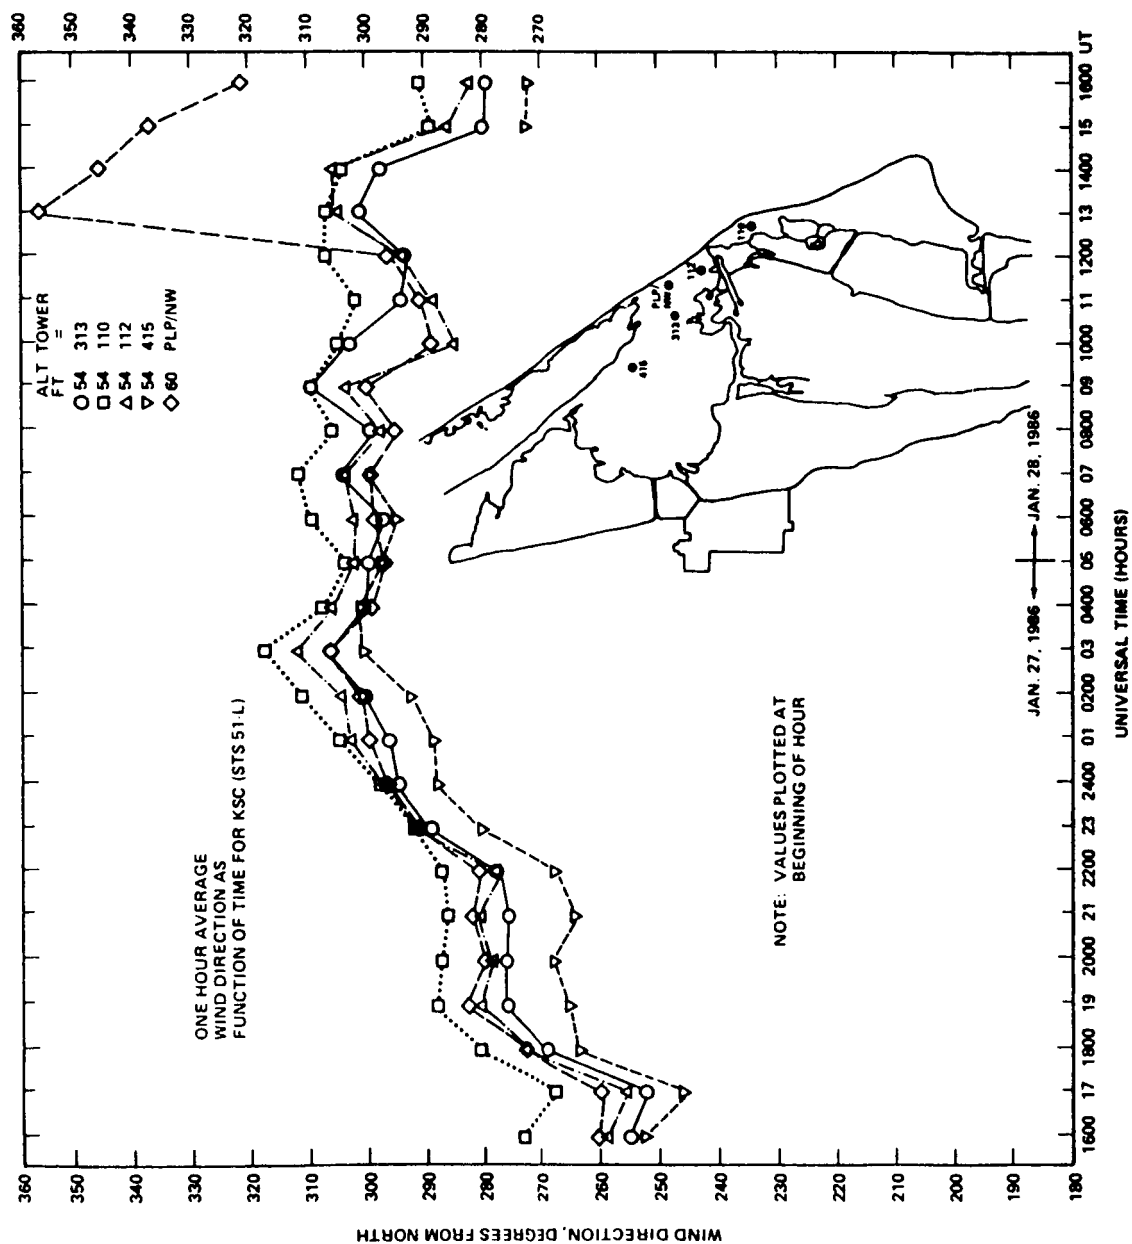 ONE HOUR AVERAGE
WIND DIRECTION AS
FUNCTION OF TIME FOR KSC (STS 51-L)
ALT TOWER
FT =
54 313
54 110
54 112
54 415
60 PLP/NW
WIND DIRECTION, DEGREES FROM NORTH
360
350
340
330
320
310
300
290
280
270
260
250
240
230
220
210
200
190
180
360
350
340
330
320
310
300
290
280
270
415
313
PLP/
NW
112
110
NOTE: VALUES PLOTTED AT
BEGINNING OF HOUR
JAN. 27, 1986
JAN. 28, 1986
1600 17 1800 19 2000 21 2200 23 2400 01 0200 03 0400 05 0600 07 0800 09 1000 11 1200 13 1400 15 1600 UT
UNIVERSAL TIME (HOURS)